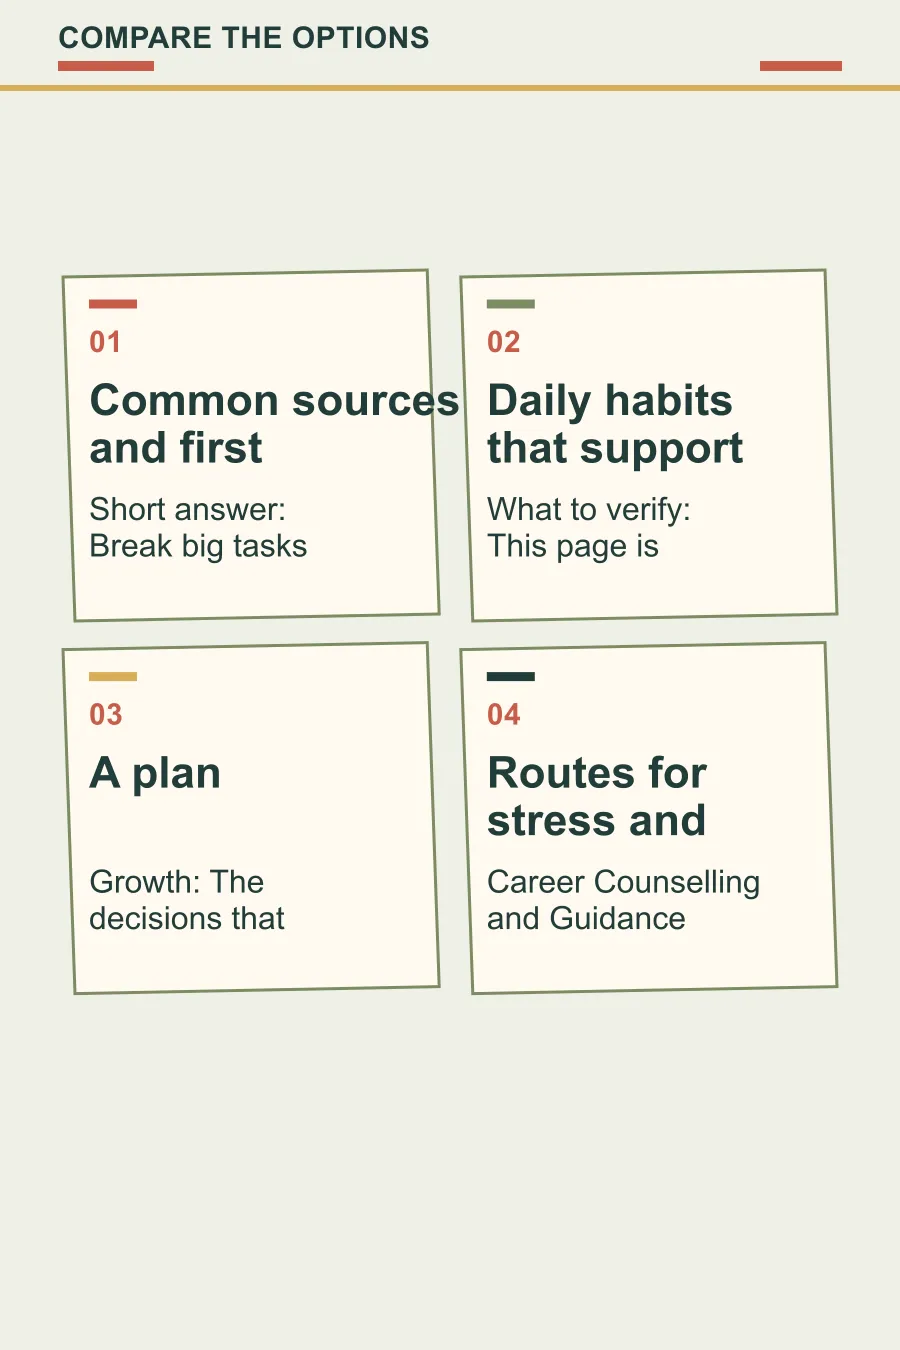 COMPARE THE OPTIONS
01
Common sources
and first
Short answer:
Break big tasks
02
Daily habits
that support
What to verify:
This page is
03
A plan
Growth: The
decisions that
04
Routes for
stress and
Career Counselling
and Guidance